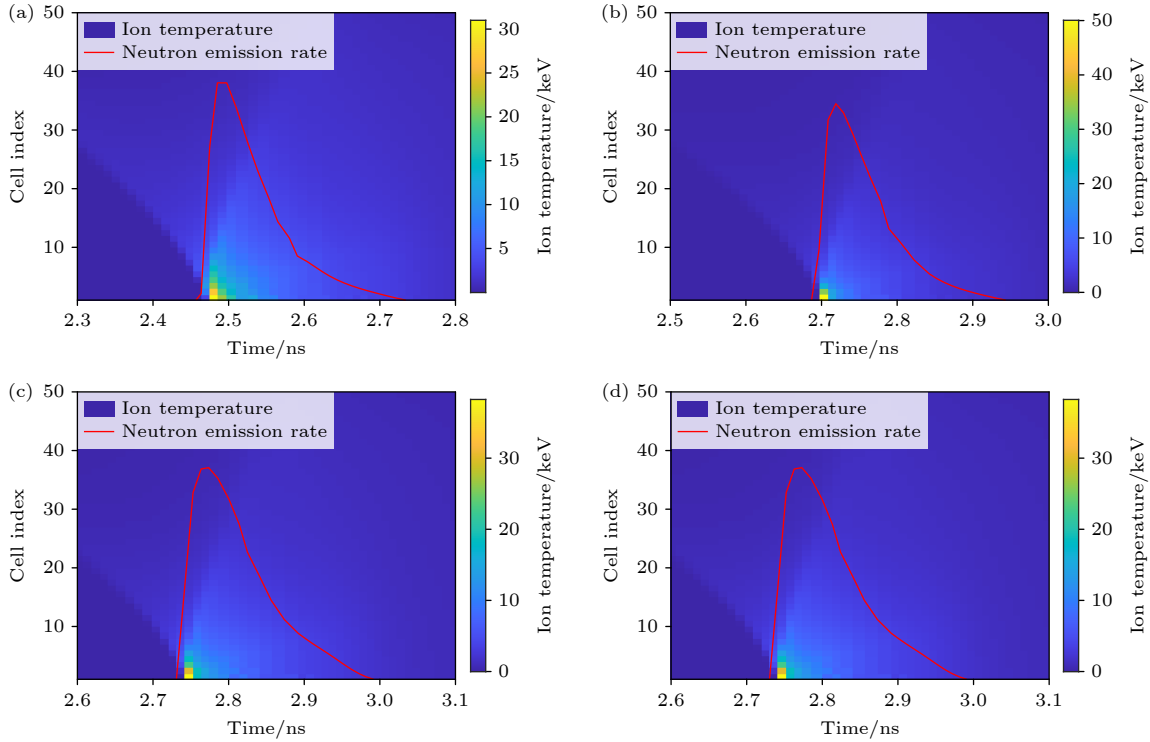 (a)
50
40
30
20
10
Cell index
Ion temperature
Neutron emission rate
2.3 2.4 2.5 2.6 2.7 2.8
Time/ns
30
25
20
15
10
5
Ion temperature/keV
(b)
50
40
30
20
10
Cell index
Ion temperature
Neutron emission rate
2.5 2.6 2.7 2.8 2.9 3.0
Time/ns
50
40
30
20
10
0
Ion temperature/keV
(c)
50
40
30
20
10
Cell index
Ion temperature
Neutron emission rate
2.6 2.7 2.8 2.9 3.0 3.1
Time/ns
30
20
10
0
Ion temperature/keV
(d)
50
40
30
20
10
Cell index
Ion temperature
Neutron emission rate
2.6 2.7 2.8 2.9 3.0 3.1
Time/ns
30
20
10
0
Ion temperature/keV